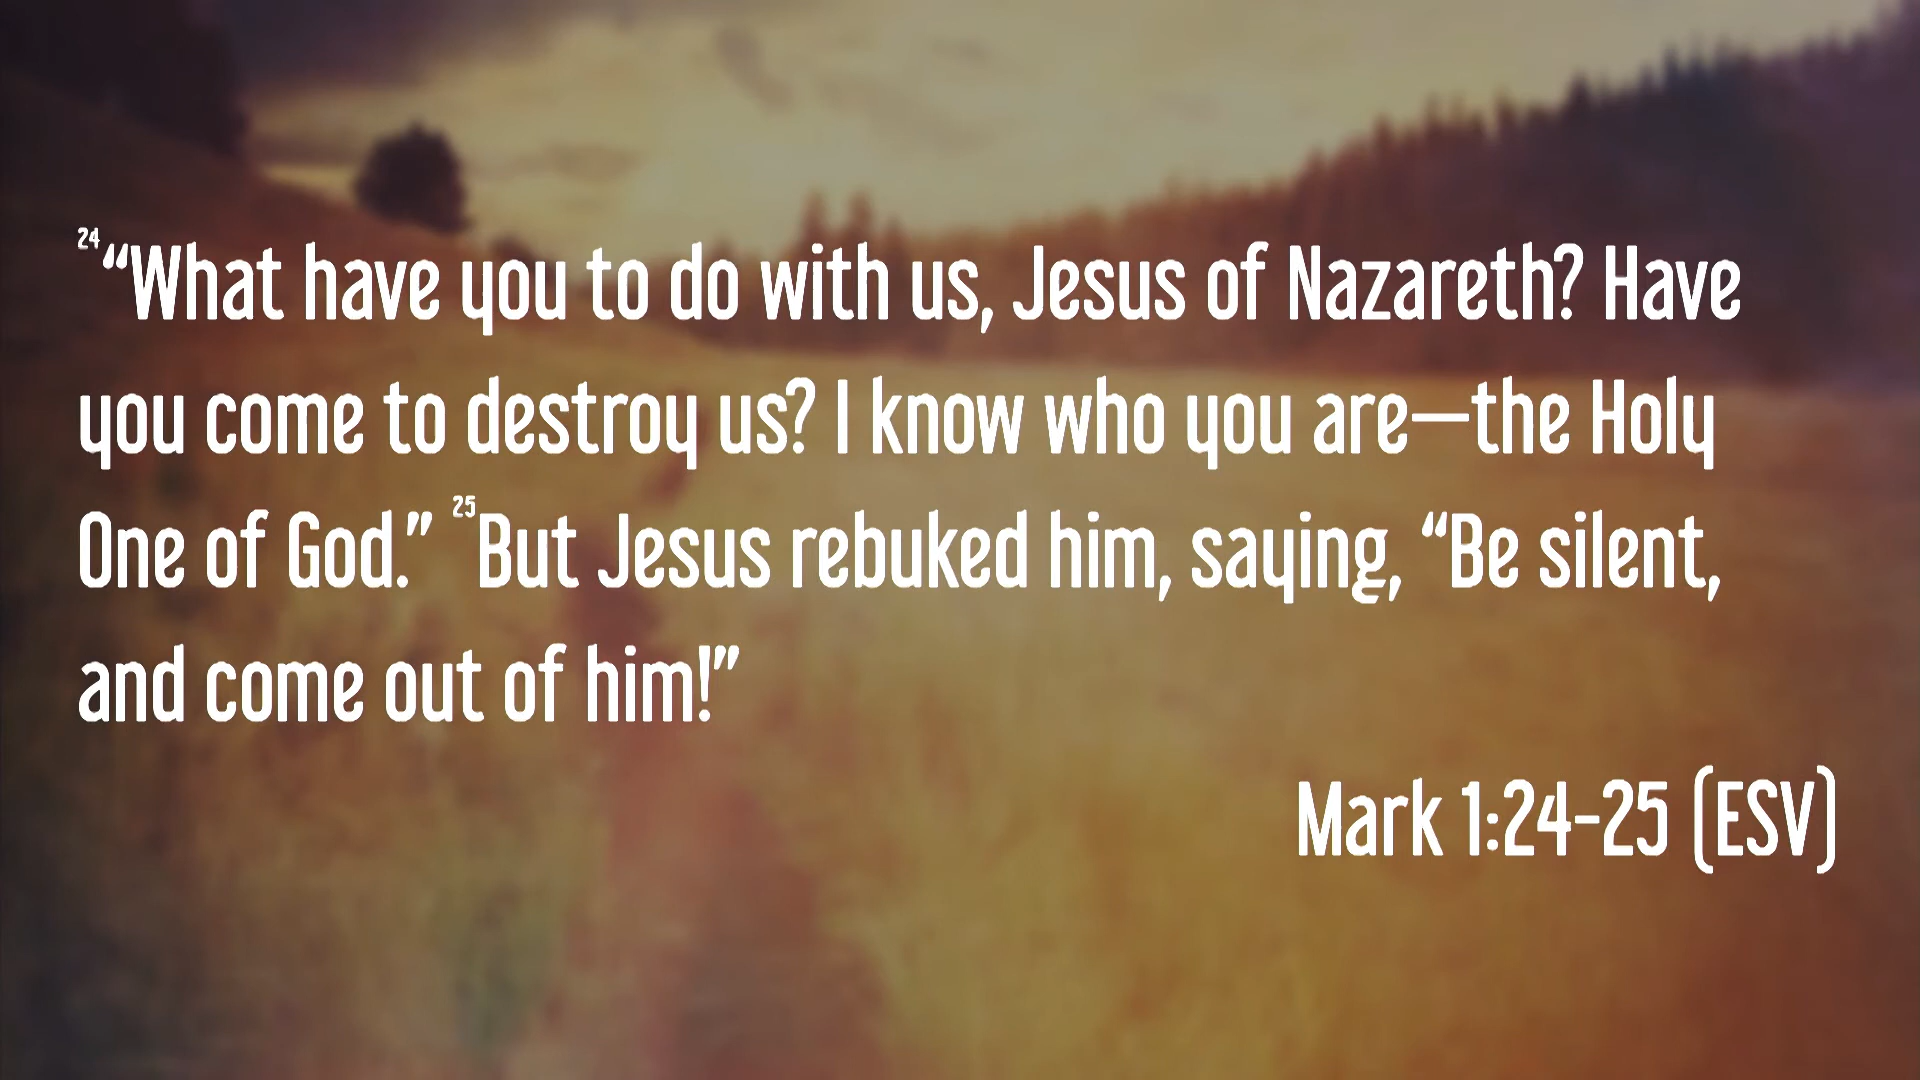 24“What have you to do with us, Jesus of Nazareth? Have
you come to destroy us? I know who you are—the Holy
One of God.” 25But Jesus rebuked him, saying, “Be silent,
and come out of him!”
Mark 1:24-25 (ESV)